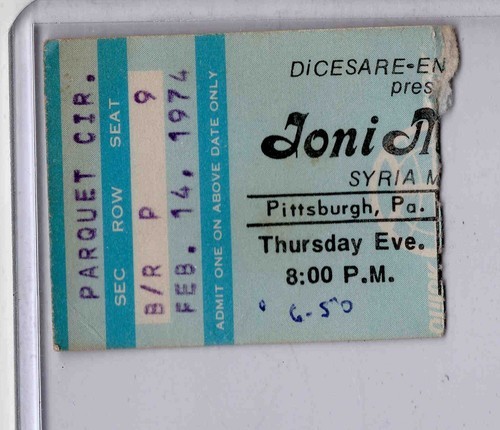 PARQUET CIR,
SEC ROW SEAT
B/R P 9
FEB. 14, 1974
ADMIT ONE ON ABOVE DATE ONLY
DiCESARE-EN
pres
Joni M
SYRIA M
Pittsburgh, Pa.
Thursday Eve.
8:00 P.M.
6-50